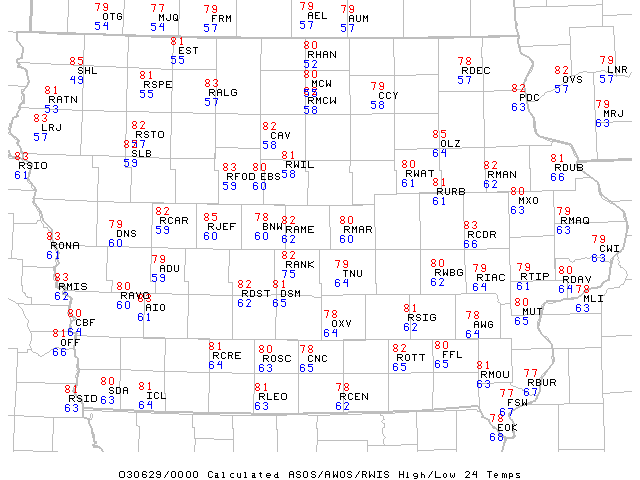 79 77 79 79 79
OTG MJQ FRM AEL AUM
54 54 57 57 57
81 80
EST RHAN
55 52
85 78 82 79
SHL RDEC OVS LNR
49 57 57 57
81 81 83 80 79 82 79
RATN RSPE RALG MCW RMCW CCY PDC MRJ
53 55 57 58 58 63 63
83 82 82 85
LRJ RSTO CAV OLZ
57 57 58 64
83 85 81 81
RSIO SLB RWIL RDUB
61 59 58 66
83 80 80 82
RFOD EBS RWAT RMAN
59 60 61 62
81 80
RURB MXO
61 63
82 85 78 82 80 79
RCAR RJEF BNW RAME RMAR RMAQ
59 60 60 62 60 63
83 79 83 79
RONA DNS RCDR CWI
61 60 66 63
79 82 79 80 79 79 80
ADU RANK TNU RWBG RIAC RTIP RDAV
59 75 64 62 64 61 64
83 80 82 81 78
RMIS RAVO RDST DSM MLI
62 60 62 65 63
AIO MUT
61 65
80 78 81 78
CBF OXV RSIG AWG
64 64 62 64
81 81 80 78 82 80
OFF RCRE ROSC CNC ROTT FFL
66 64 63 65 65 65
81 77
RMOU RBUR
63 67
81 80 81 81 78 77
RSID SDA ICL RLEO RCEN FSW
63 63 64 63 62 67
78
EOK
68
030629/0000 Calculated ASOS/AWOS/RWIS High/Low 24 Temps